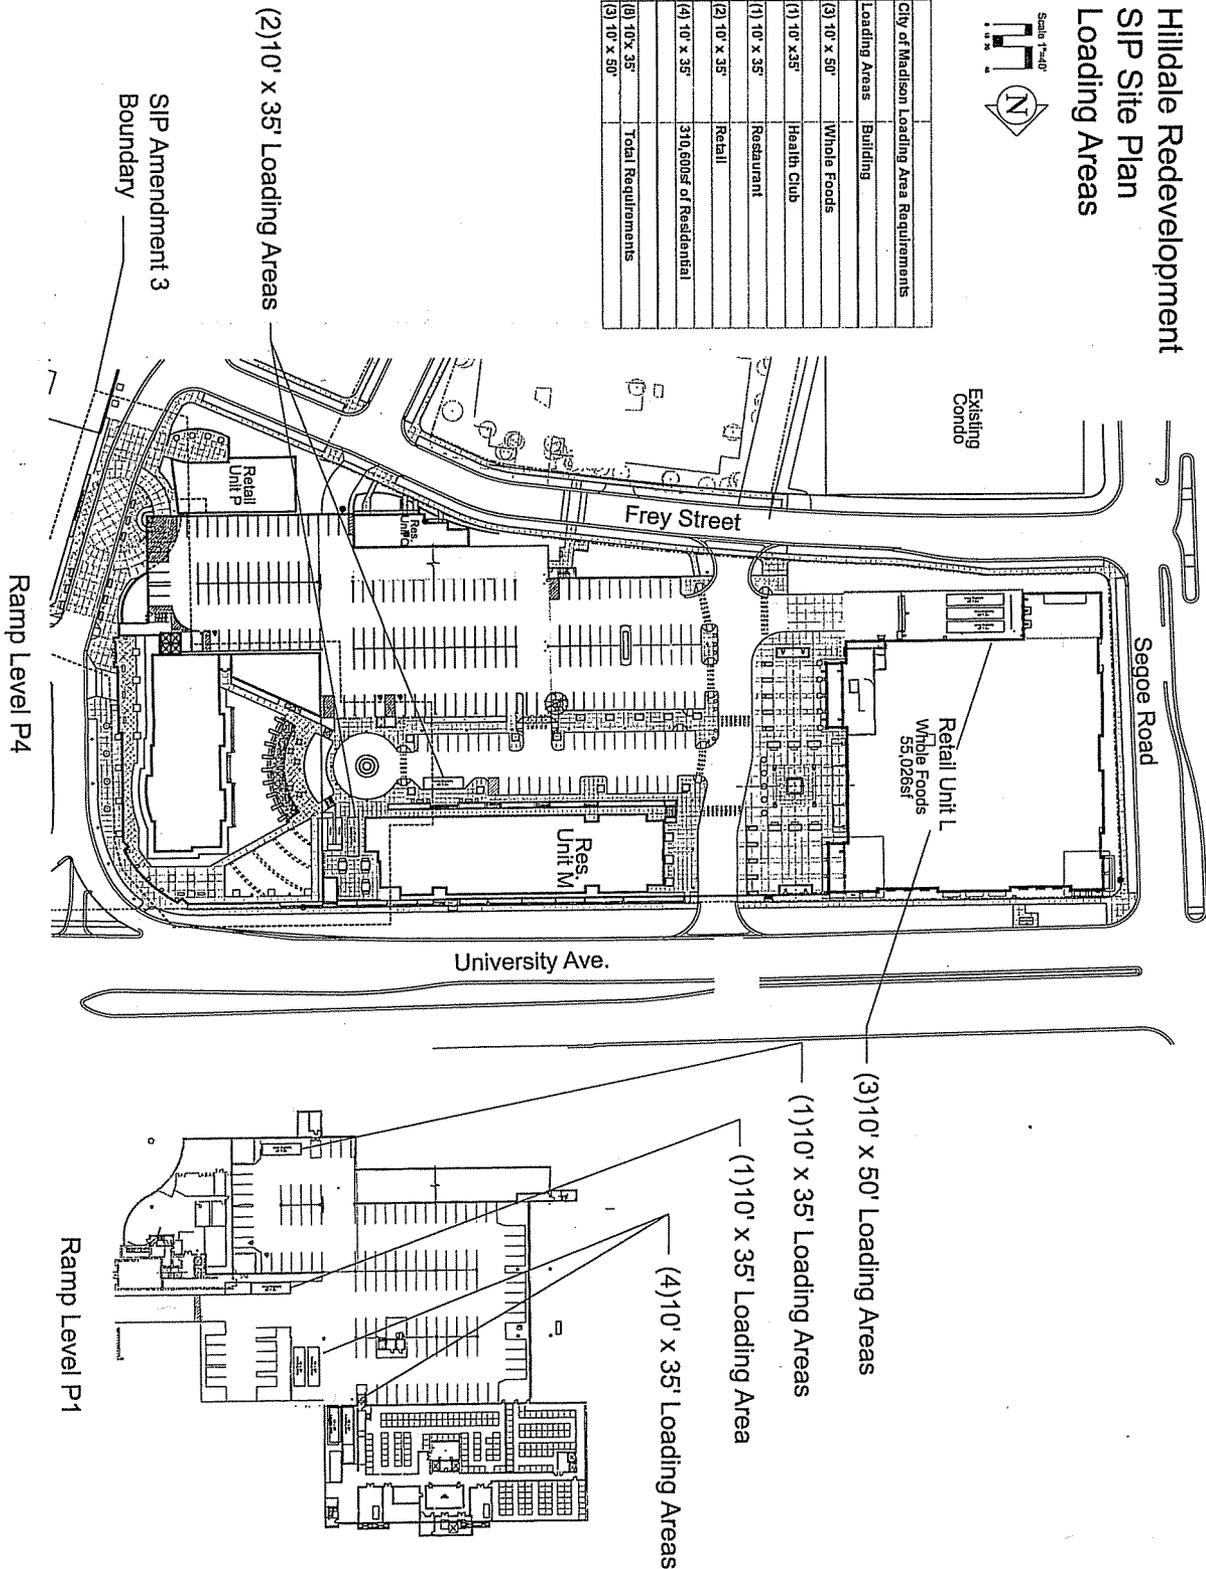 Hilldale Redevelopment
SIP Site Plan
Loading Areas
Scale 1"=40'
N
City of Madison Loading Area Requirements
Loading Areas Building
(3) 10' x 50' Whole Foods
(1) 10' x35' Health Club
(1) 10' x 35' Restaurant
(2) 10' x 35' Retail
(4) 10' x 35' 310,600sf of Residential
(8) 10'x 35' Total Requirements
(3) 10' x 50'
(2)10' x 35' Loading Areas
SIP Amendment 3
Boundary
Existing
Condo
Segoe Road
Frey Street
Retail Unit L
Whole Foods
55,026sf
Retail
Unit P
Res.
Res.
Unit M
University Ave.
Ramp Level P4
(3)10' x 50' Loading Areas
(1)10' x 35' Loading Areas
(1)10' x 35' Loading Area
(4)10' x 35' Loading Areas
Ramp Level P1